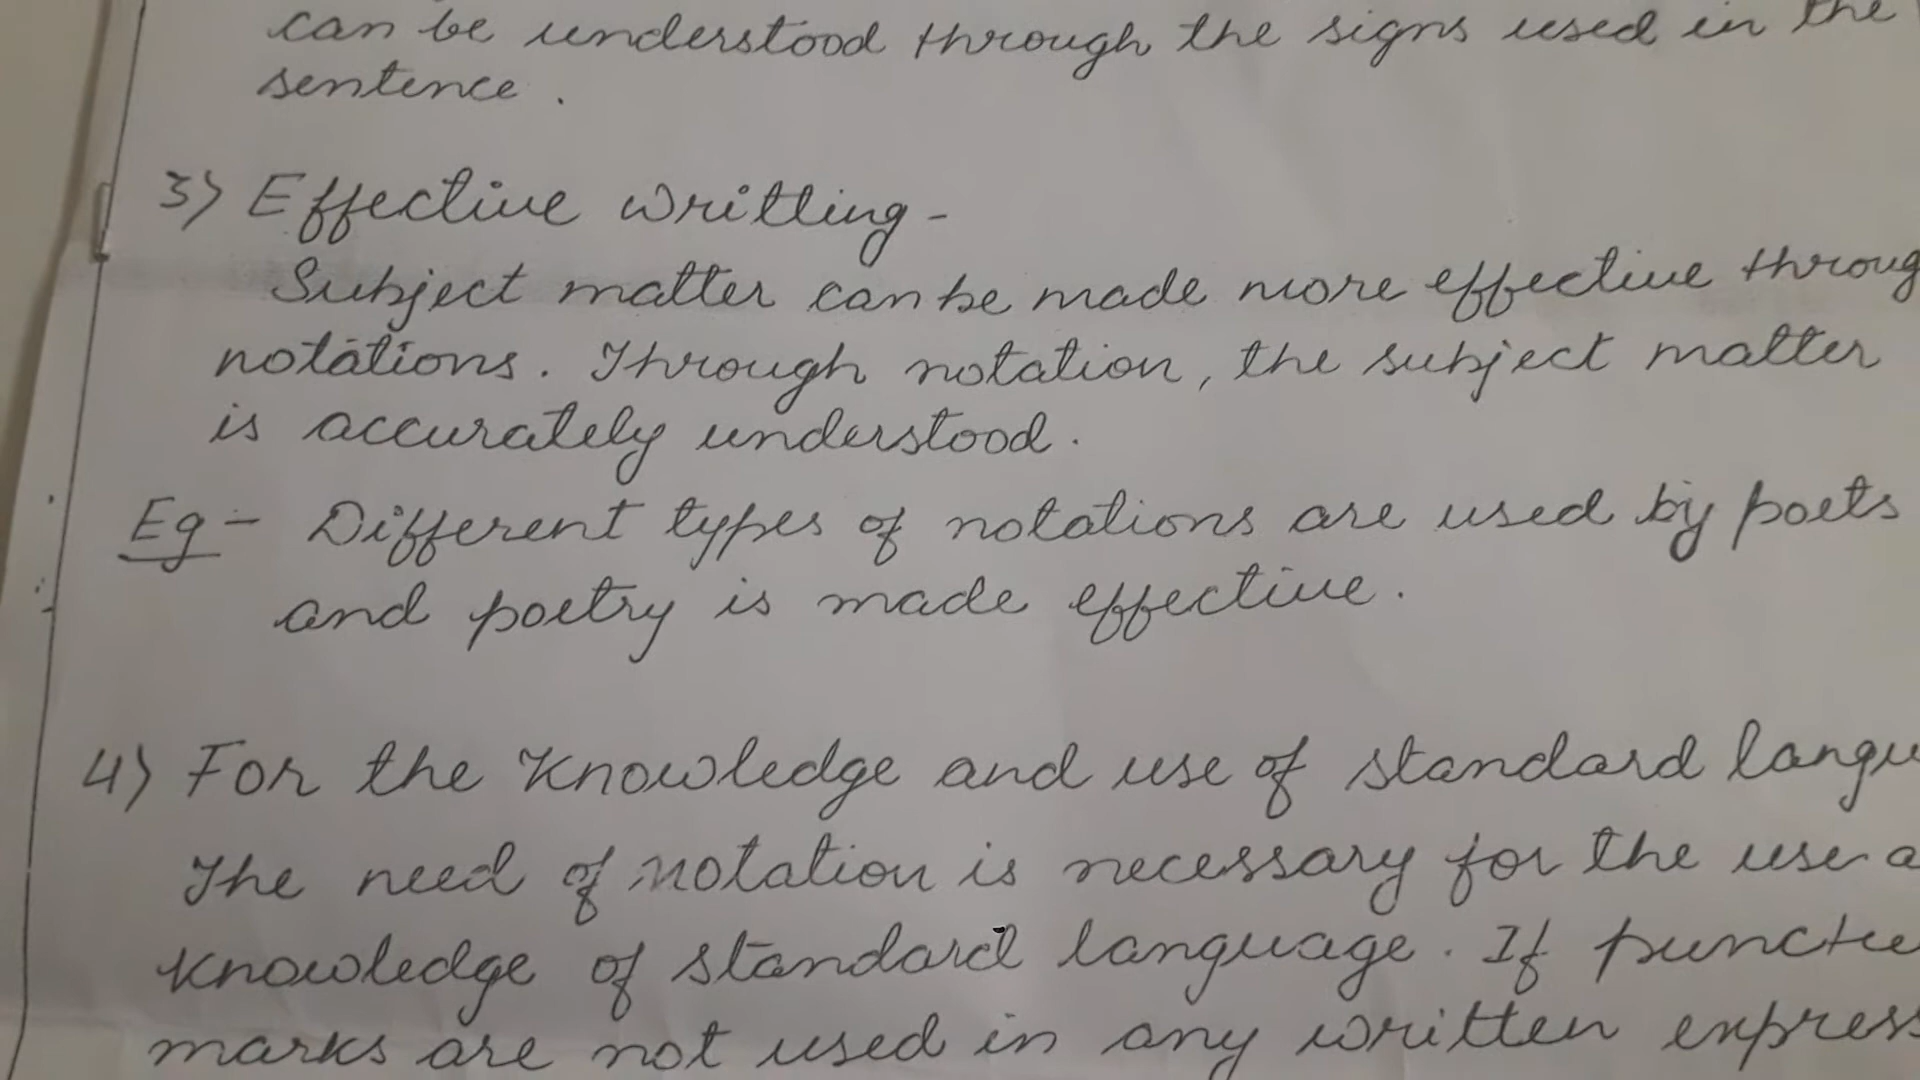 can be understood through the signs used in the
sentence.
3) Effective writting -
Subject matter can be made more effective throug
notations. Through notation, the subject matter
is accurately understood.
Eg - Different types of notations are used by poets
and poetry is made effective.
4) For the Knowledge and use of standard langu
The need of notation is necessary for the use a
knowledge of standard language. If punctu
marks are not used in any written express